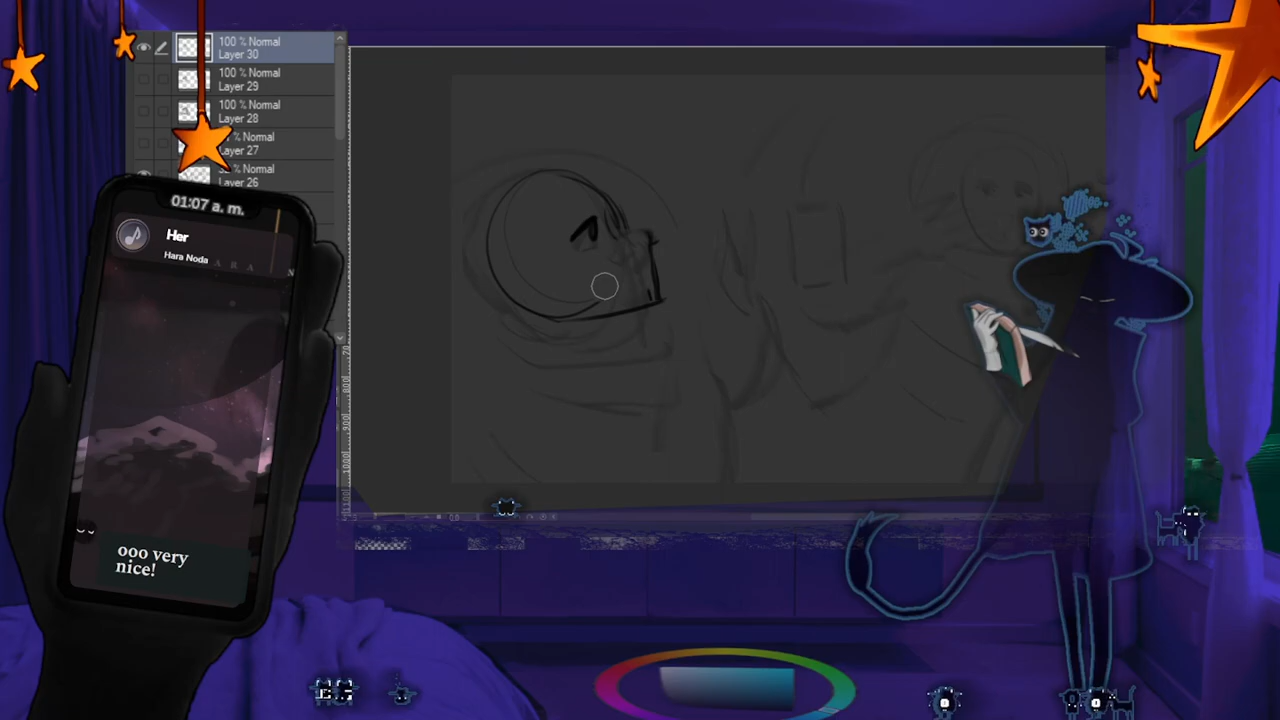 100 % Normal
Layer 30
100 % Normal
Layer 29
100 % Normal
Layer 28
% Normal
Layer 27
% Normal
Layer 26
01:07 a. m.
Her
Hara Noda
ooo very
nice!